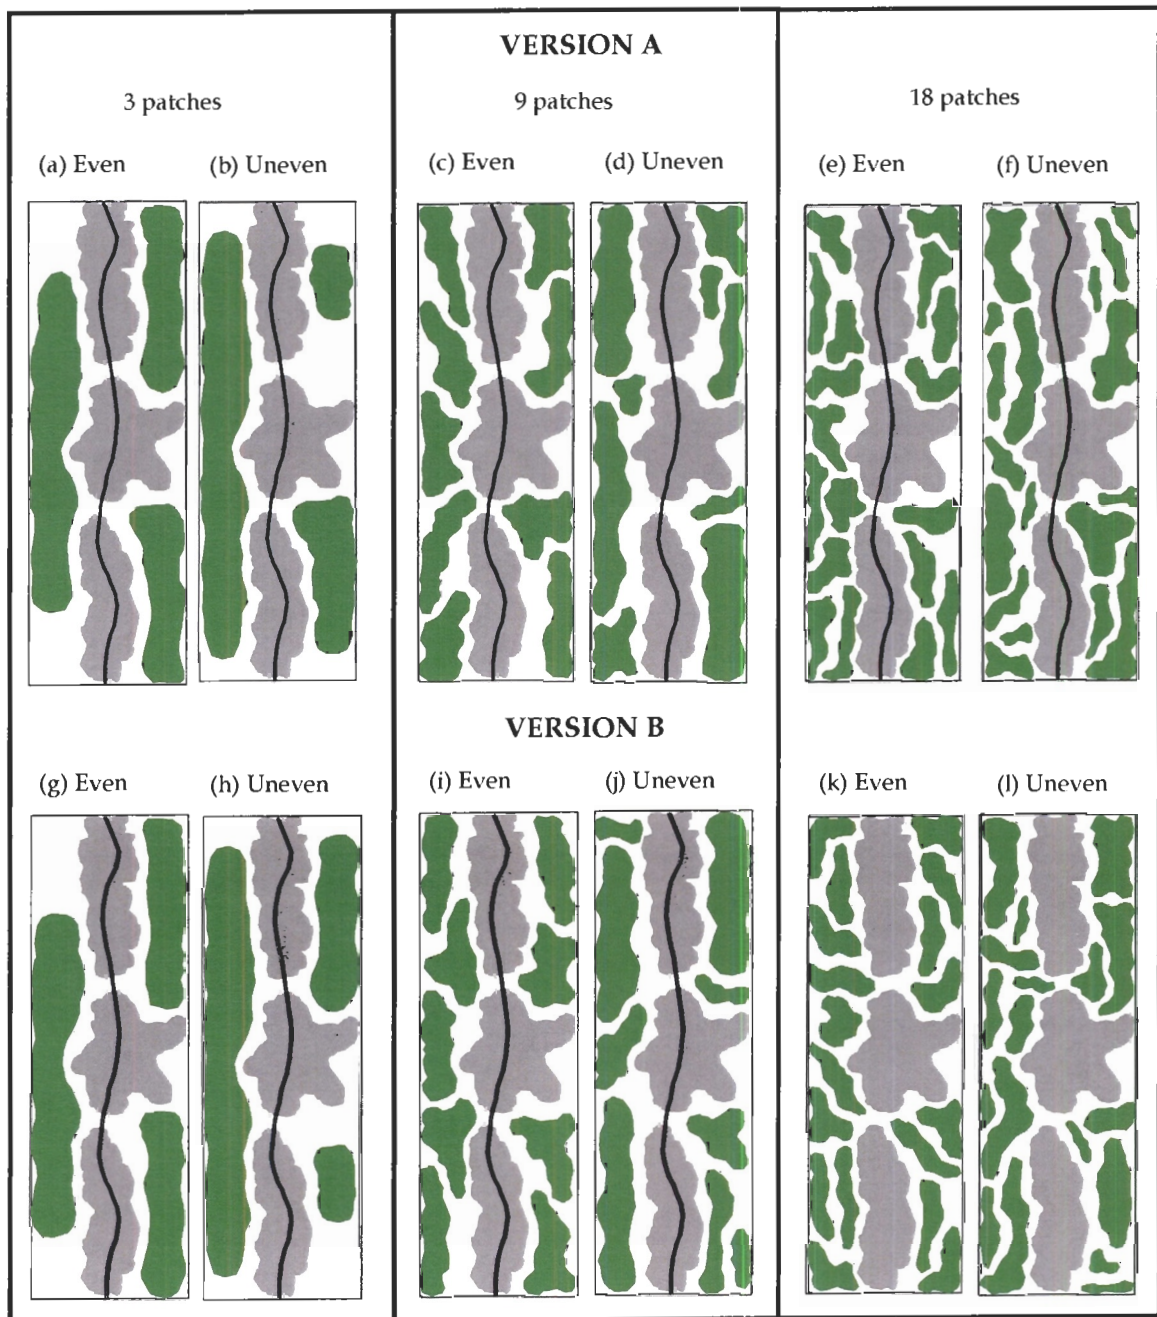 VERSION A
3 patches
9 patches
18 patches
(a) Even
(b) Uneven
(c) Even
(d) Uneven
(e) Even
(f) Uneven
VERSION B
(g) Even
(h) Uneven
(i) Even
(j) Uneven
(k) Even
(l) Uneven